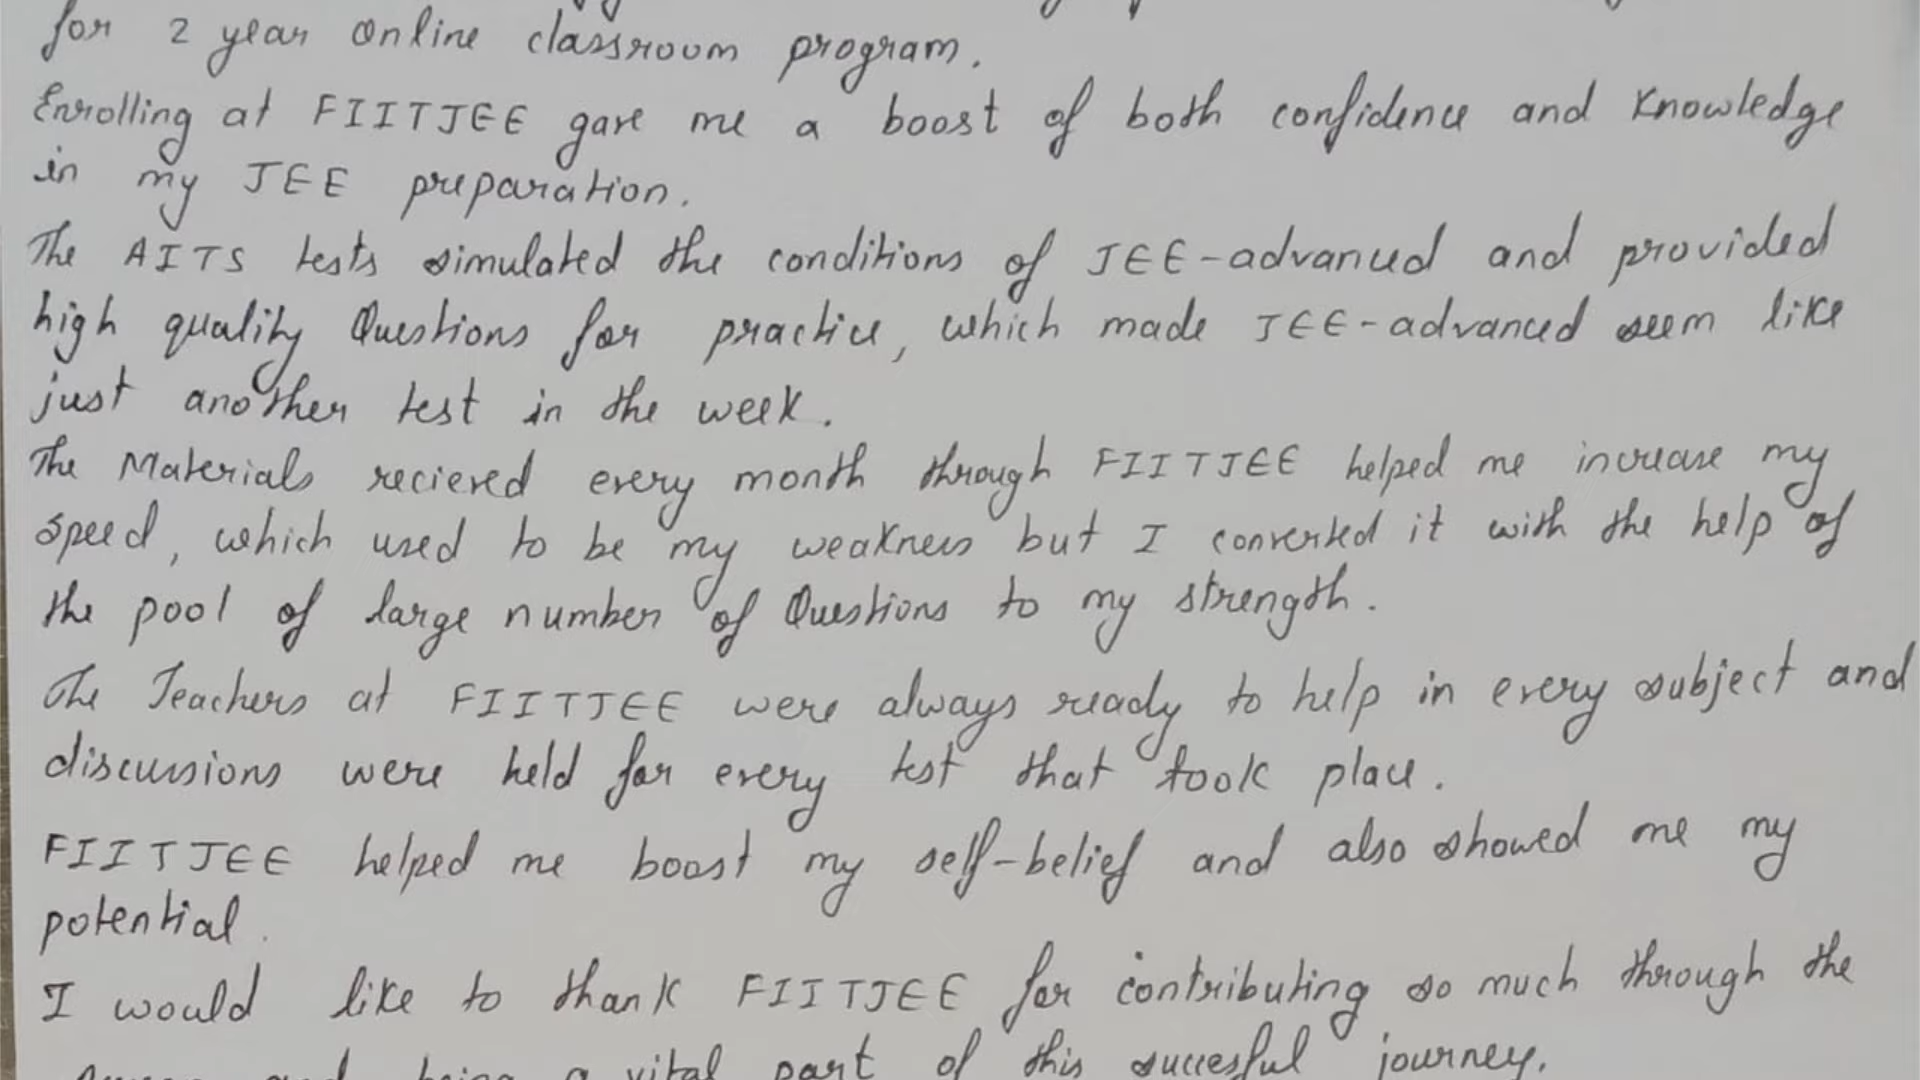 for 2 year online classroom program.
Enrolling at FIITJEE gave me a boost of both confidence and Knowledge
in my JEE preparation.
The AITS tests simulated the conditions of JEE-advanced and provided
high quality Questions for practice, which made JEE-advanced seem like
just another test in the week.
The Materials recieved every month through FIITJEE helped me increase my
speed, which used to be my weakness but I converted it with the help of
the pool of large number of Questions to my strength.
The Teachers at FIITJEE were always ready to help in every subject and
discussions were held for every test that took place.
FIITJEE helped me boost my self-belief and also showed me my
potential.
I would like to thank FIITJEE for contributing so much through the
and being a vital part of this succesful journey.